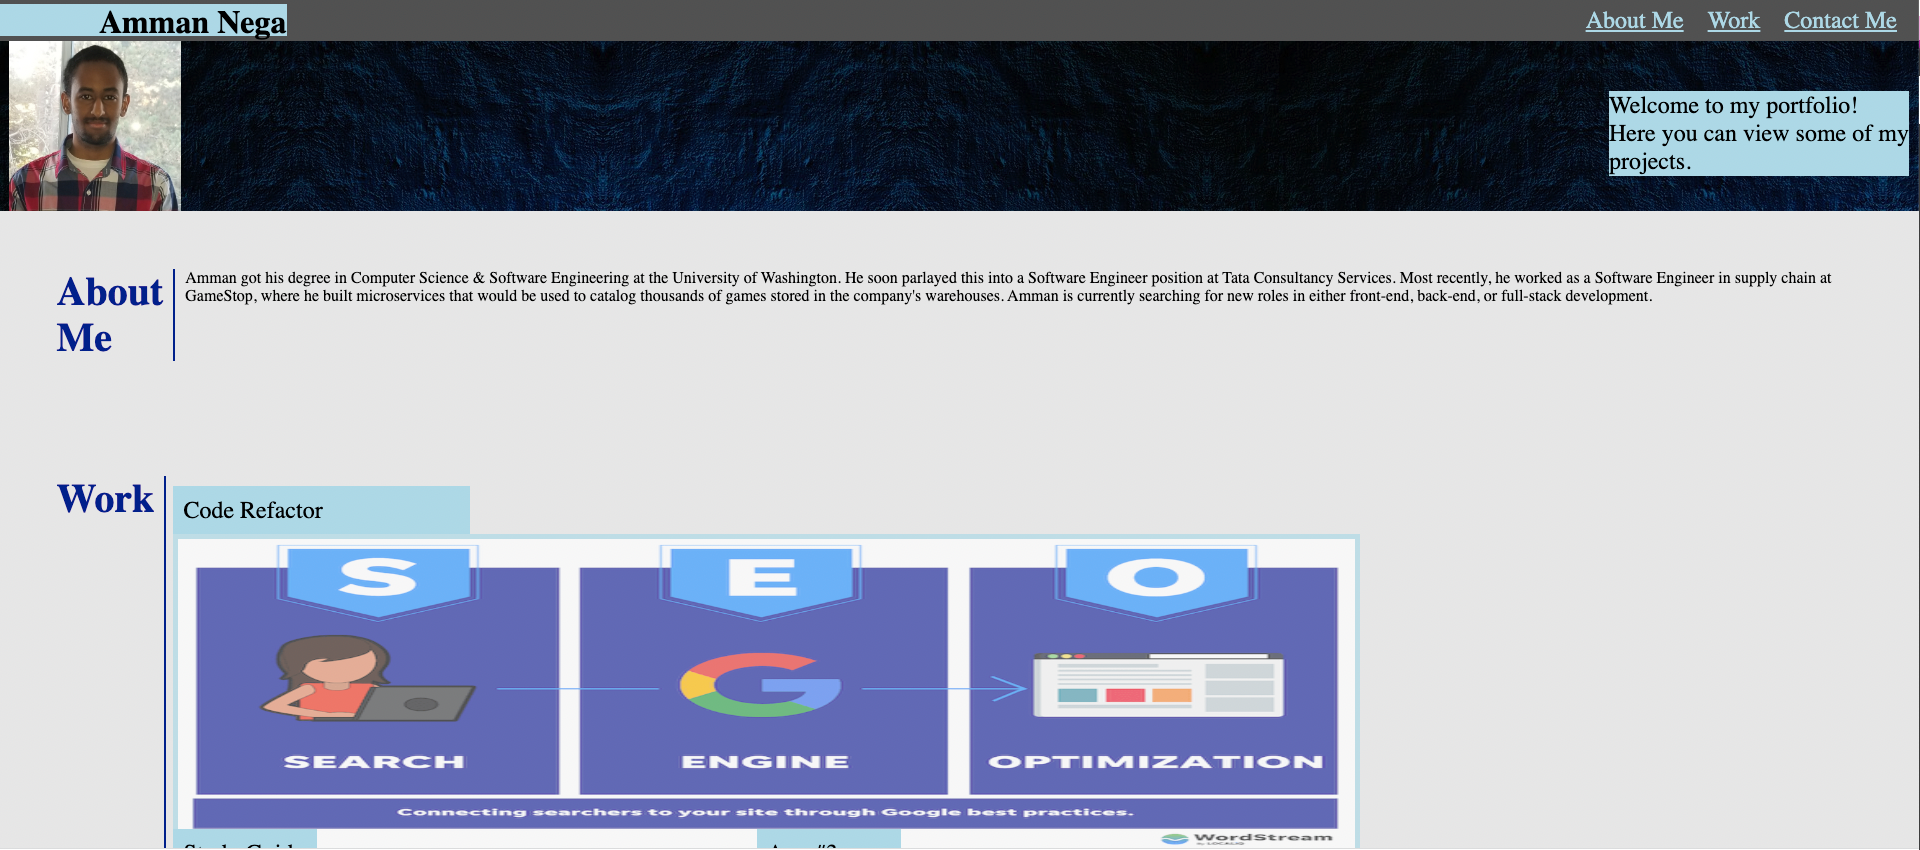 Amman Nega
About Me Work Contact Me
Welcome to my portfolio!
Here you can view some of my
projects.
About
Me
Amman got his degree in Computer Science & Software Engineering at the University of Washington. He soon parlayed this into a Software Engineer position at Tata Consultancy Services. Most recently, he worked as a Software Engineer in supply chain at
GameStop, where he built microservices that would be used to catalog thousands of games stored in the company's warehouses. Amman is currently searching for new roles in either front-end, back-end, or full-stack development.
Work
Code Refactor
S E O
SEARCH ENGINE OPTIMIZATION
Connecting searchers to your site through Google best practices.
WordStream
By LOCALiQ